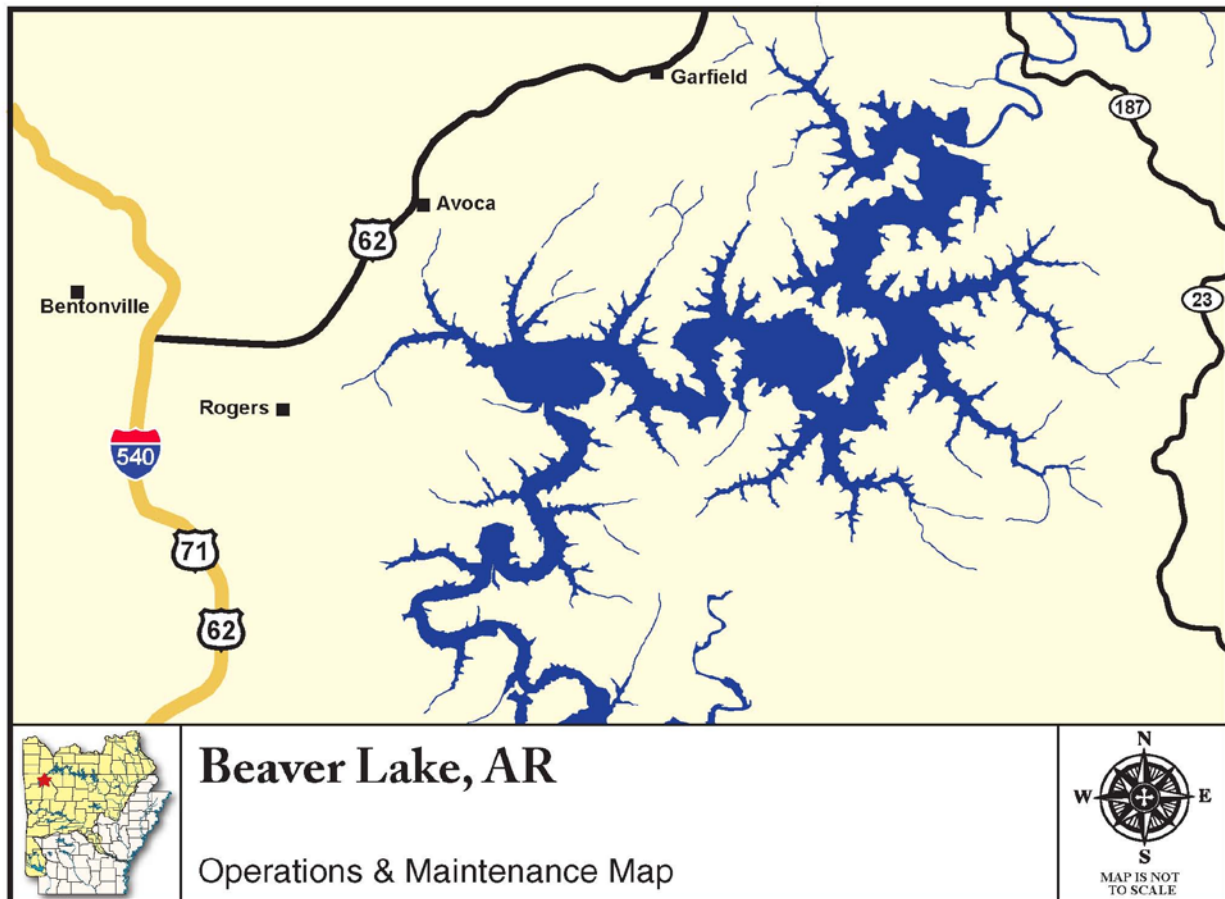 Garfield
187
Avoca
62
23
Bentonville
Rogers
540
71
62
Beaver Lake, AR
Operations & Maintenance Map
N
W
E
S
MAP IS NOT
TO SCALE